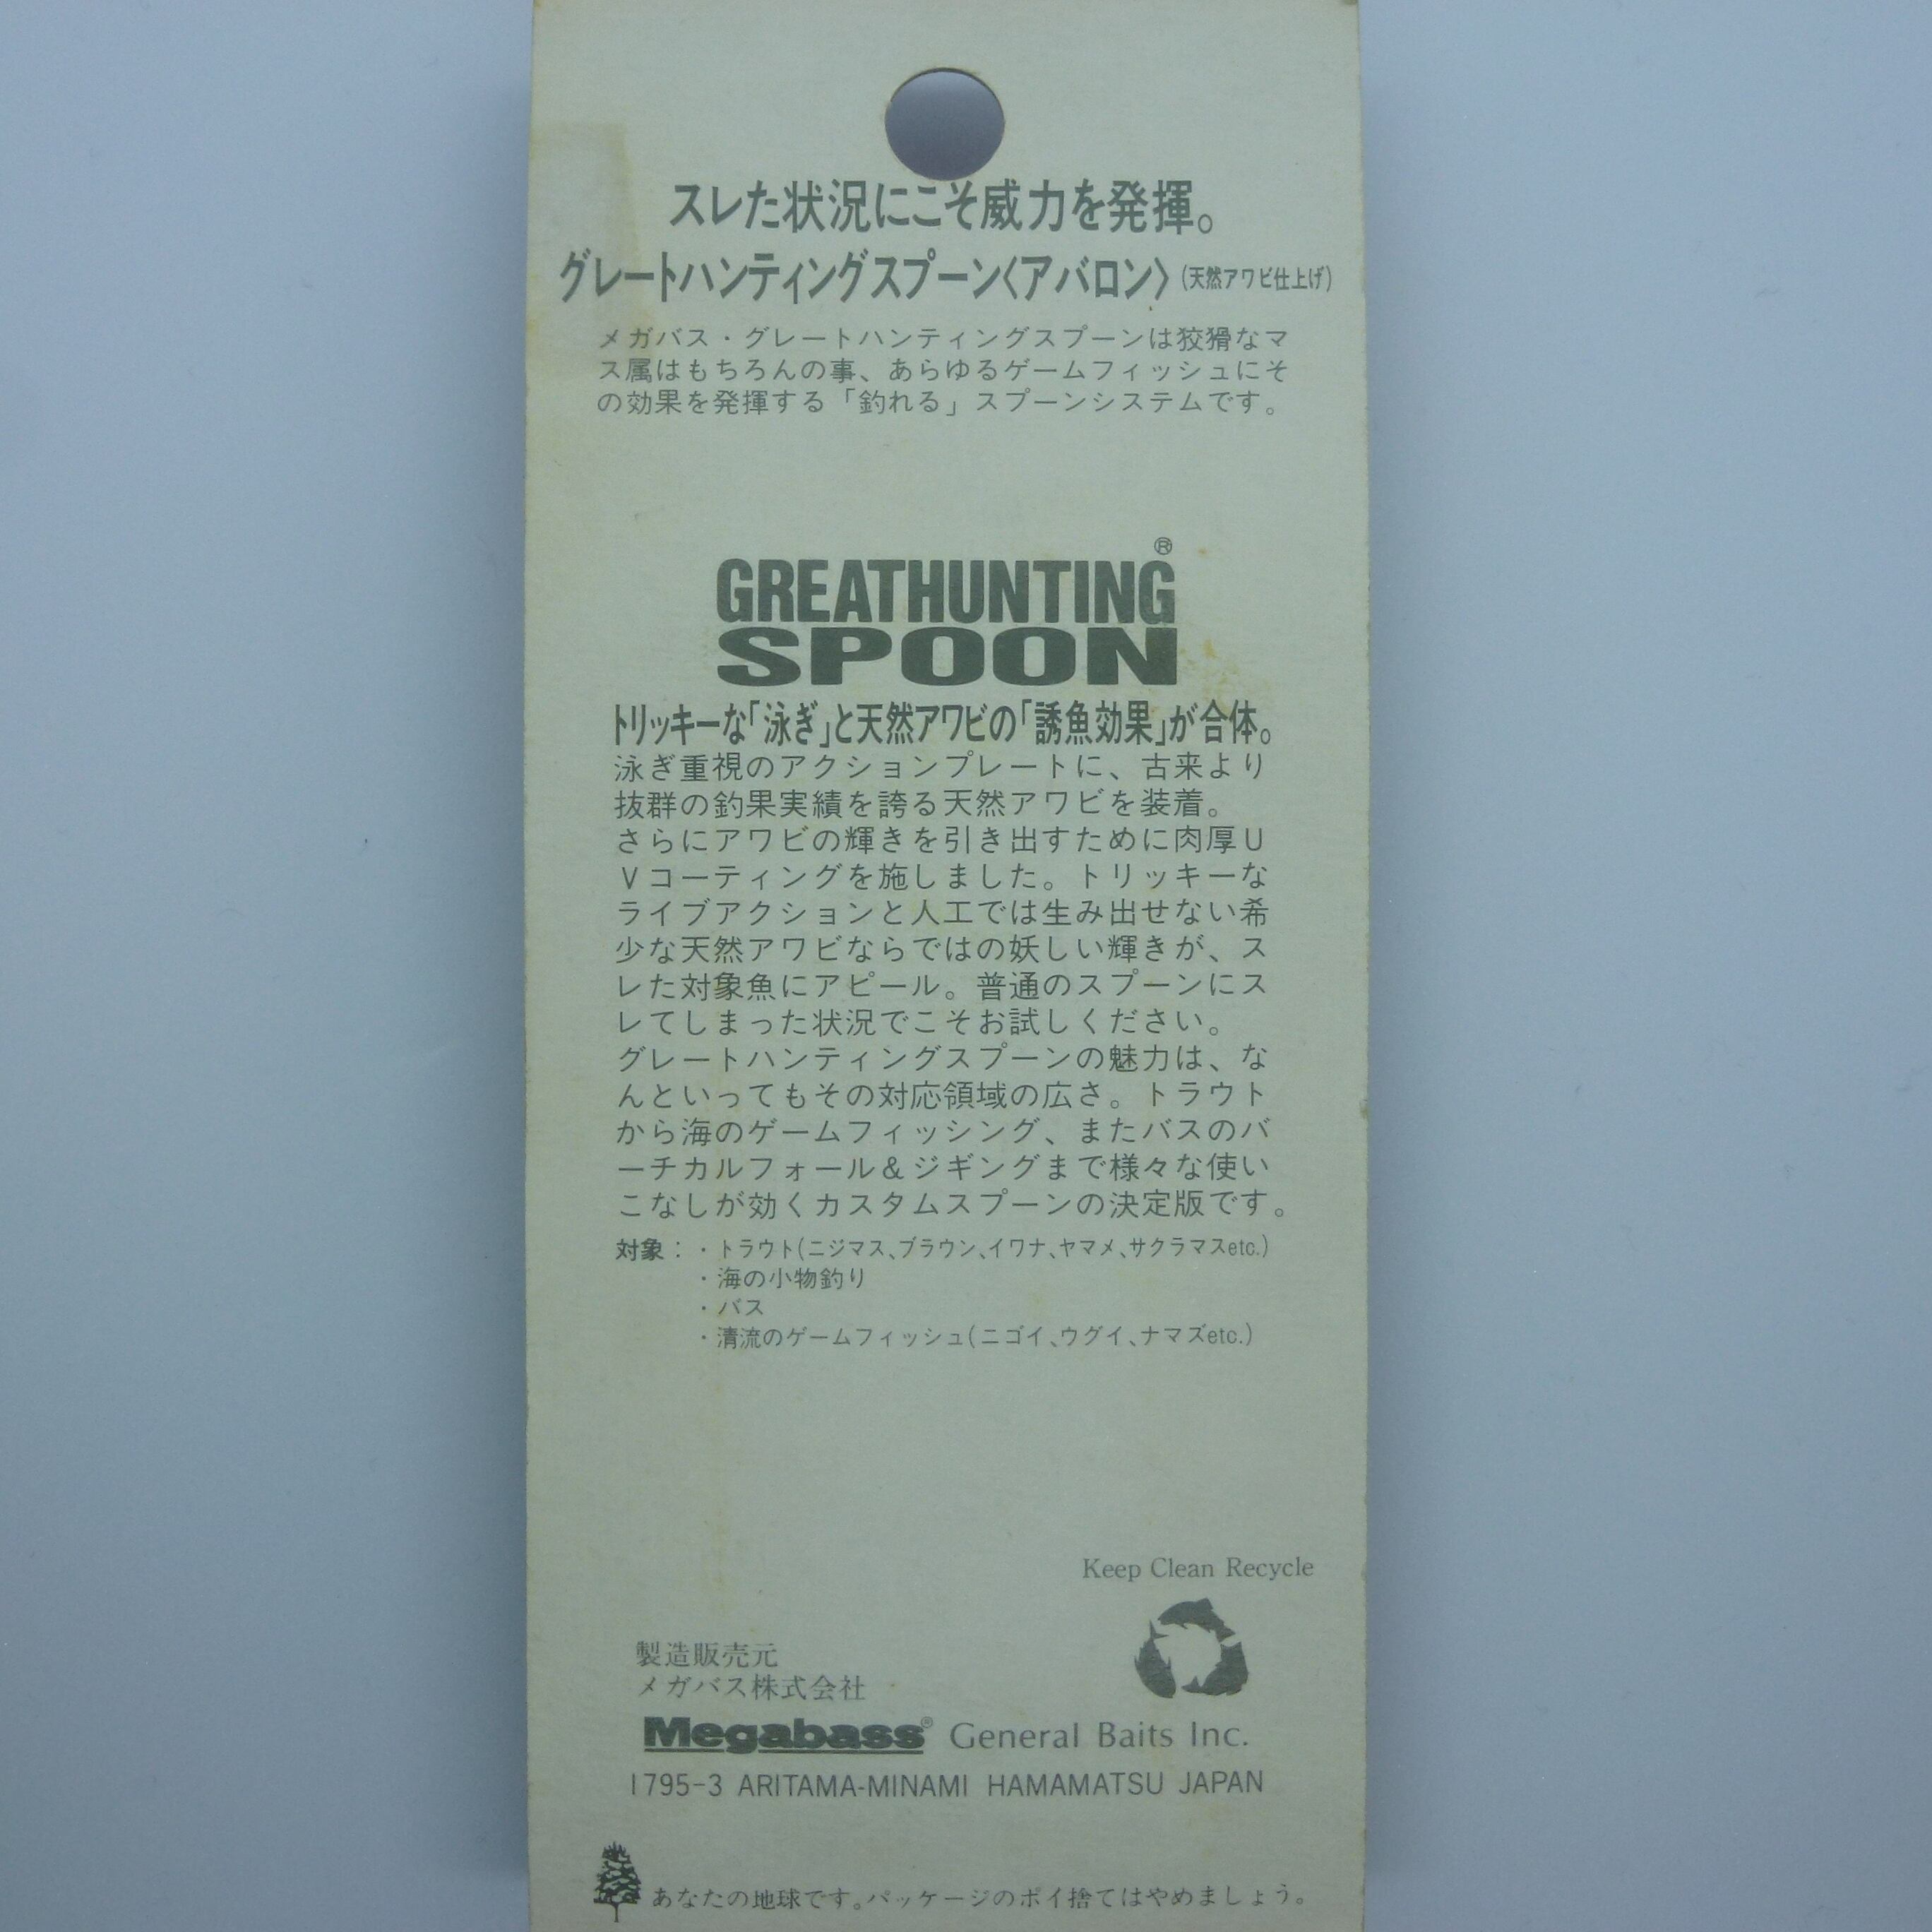 スレた状況にこそ威力を発揮。
グレートハンティングスプーン〈アバロン〉(天然アワビ仕上げ)
メガバス・グレートハンティングスプーンは狡猾なマ
ス属はもちろんの事、あらゆるゲームフィッシュにそ
の効果を発揮する「釣れる」スプーンシステムです。
GREATHUNTING®
SPOON
トリッキーな「泳ぎ」と天然アワビの「誘魚効果」が合体。
泳ぎ重視のアクションプレートに、古来より
抜群の釣果実績を誇る天然アワビを装着。
さらにアワビの輝きを引き出すために肉厚U
Vコーティングを施しました。トリッキーな
ライブアクションと人工では生み出せない希
少な天然アワビならではの妖しい輝きが、ス
レた対象魚にアピール。普通のスプーンにス
レてしまった状況でこそお試しください。
グレートハンティングスプーンの魅力は、な
んといってもその対応領域の広さ。トラウト
から海のゲームフィッシング、またバスのバ
ーチカルフォール&ジギングまで様々な使い
こなしが効くカスタムスプーンの決定版です。
対象：・トラウト(ニジマス、ブラウン、イワナ、ヤマメ、サクラマスetc.)
・海の小物釣り
・バス
・清流のゲームフィッシュ(ニゴイ、ウグイ、ナマズetc.)
Keep Clean Recycle
製造販売元
メガバス株式会社
Megabass® General Baits Inc.
1795-3 ARITAMA-MINAMI HAMAMATSU JAPAN
あなたの地球です。パッケージのポイ捨てはやめましょう。